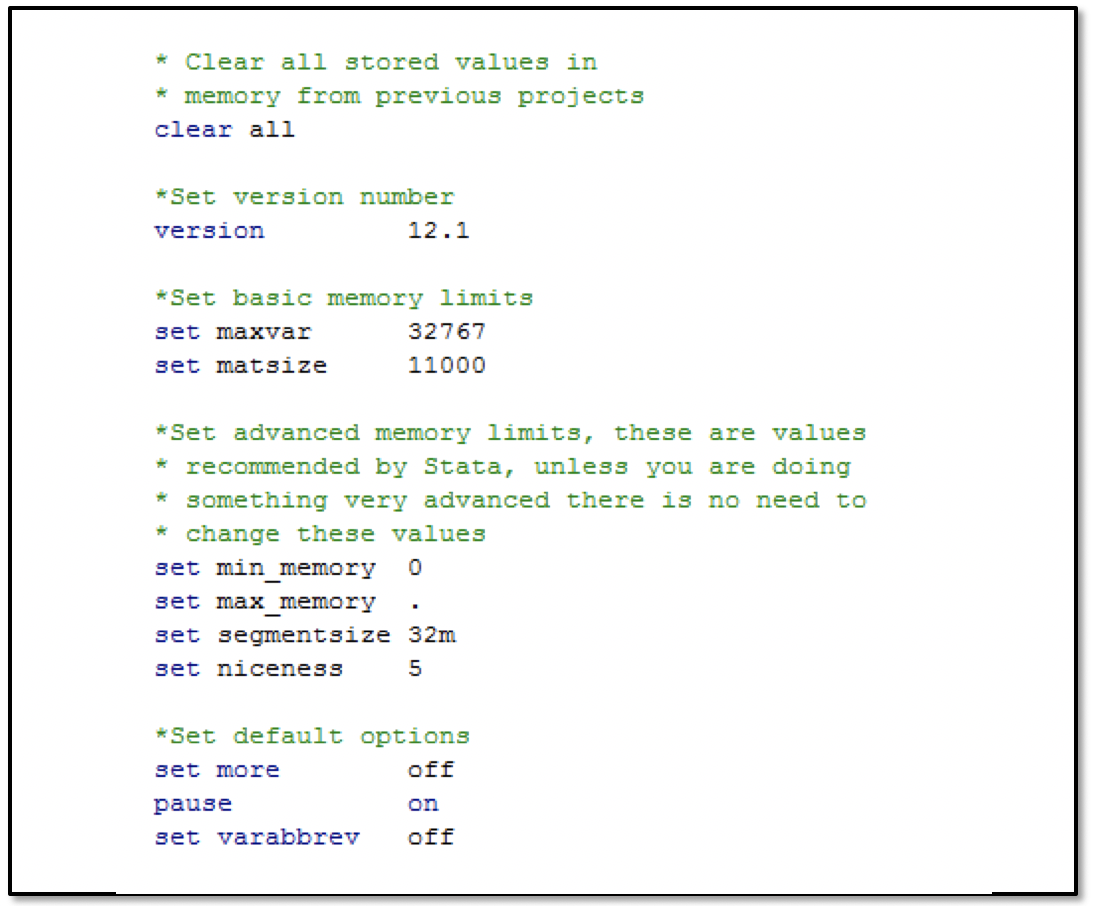 * Clear all stored values in
* memory from previous projects
clear all
*Set version number
version 12.1
*Set basic memory limits
set maxvar 32767
set matsize 11000
*Set advanced memory limits, these are values
* recommended by Stata, unless you are doing
* something very advanced there is no need to
* change these values
set min_memory 0
set max_memory .
set segmentsize 32m
set niceness 5
*Set default options
set more off
pause on
set varabbrev off